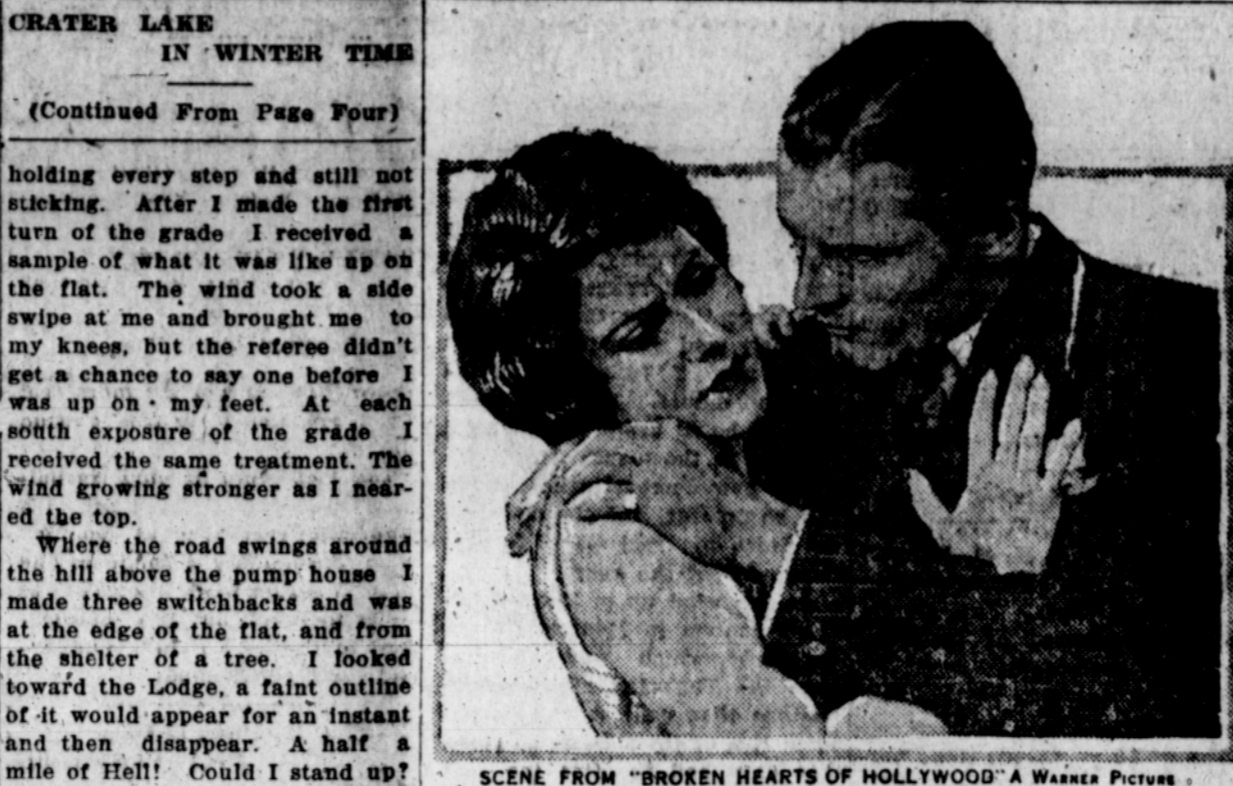 CRATER LAKE
IN WINTER TIME
(Continued From Page Four)
holding every step and still not
sticking. After I made the first
turn of the grade I received a
sample of what it was like up on
the flat. The wind took a side
swipe at me and brought me to
my knees, but the referee didn't
get a chance to say one before I
was up on my feet. At each
south exposure of the grade I
received the same treatment. The
wind growing stronger as I near-
ed the top.
Where the road swings around
the hill above the pump house I
made three switchbacks and was
at the edge of the flat, and from
the shelter of a tree. I looked
toward the Lodge, a faint outline
of it would appear for an instant
and then disappear. A half a
mile of Hell! Could I stand up?
SCENE FROM "BROKEN HEARTS OF HOLLYWOOD" A WARNER PICTURE